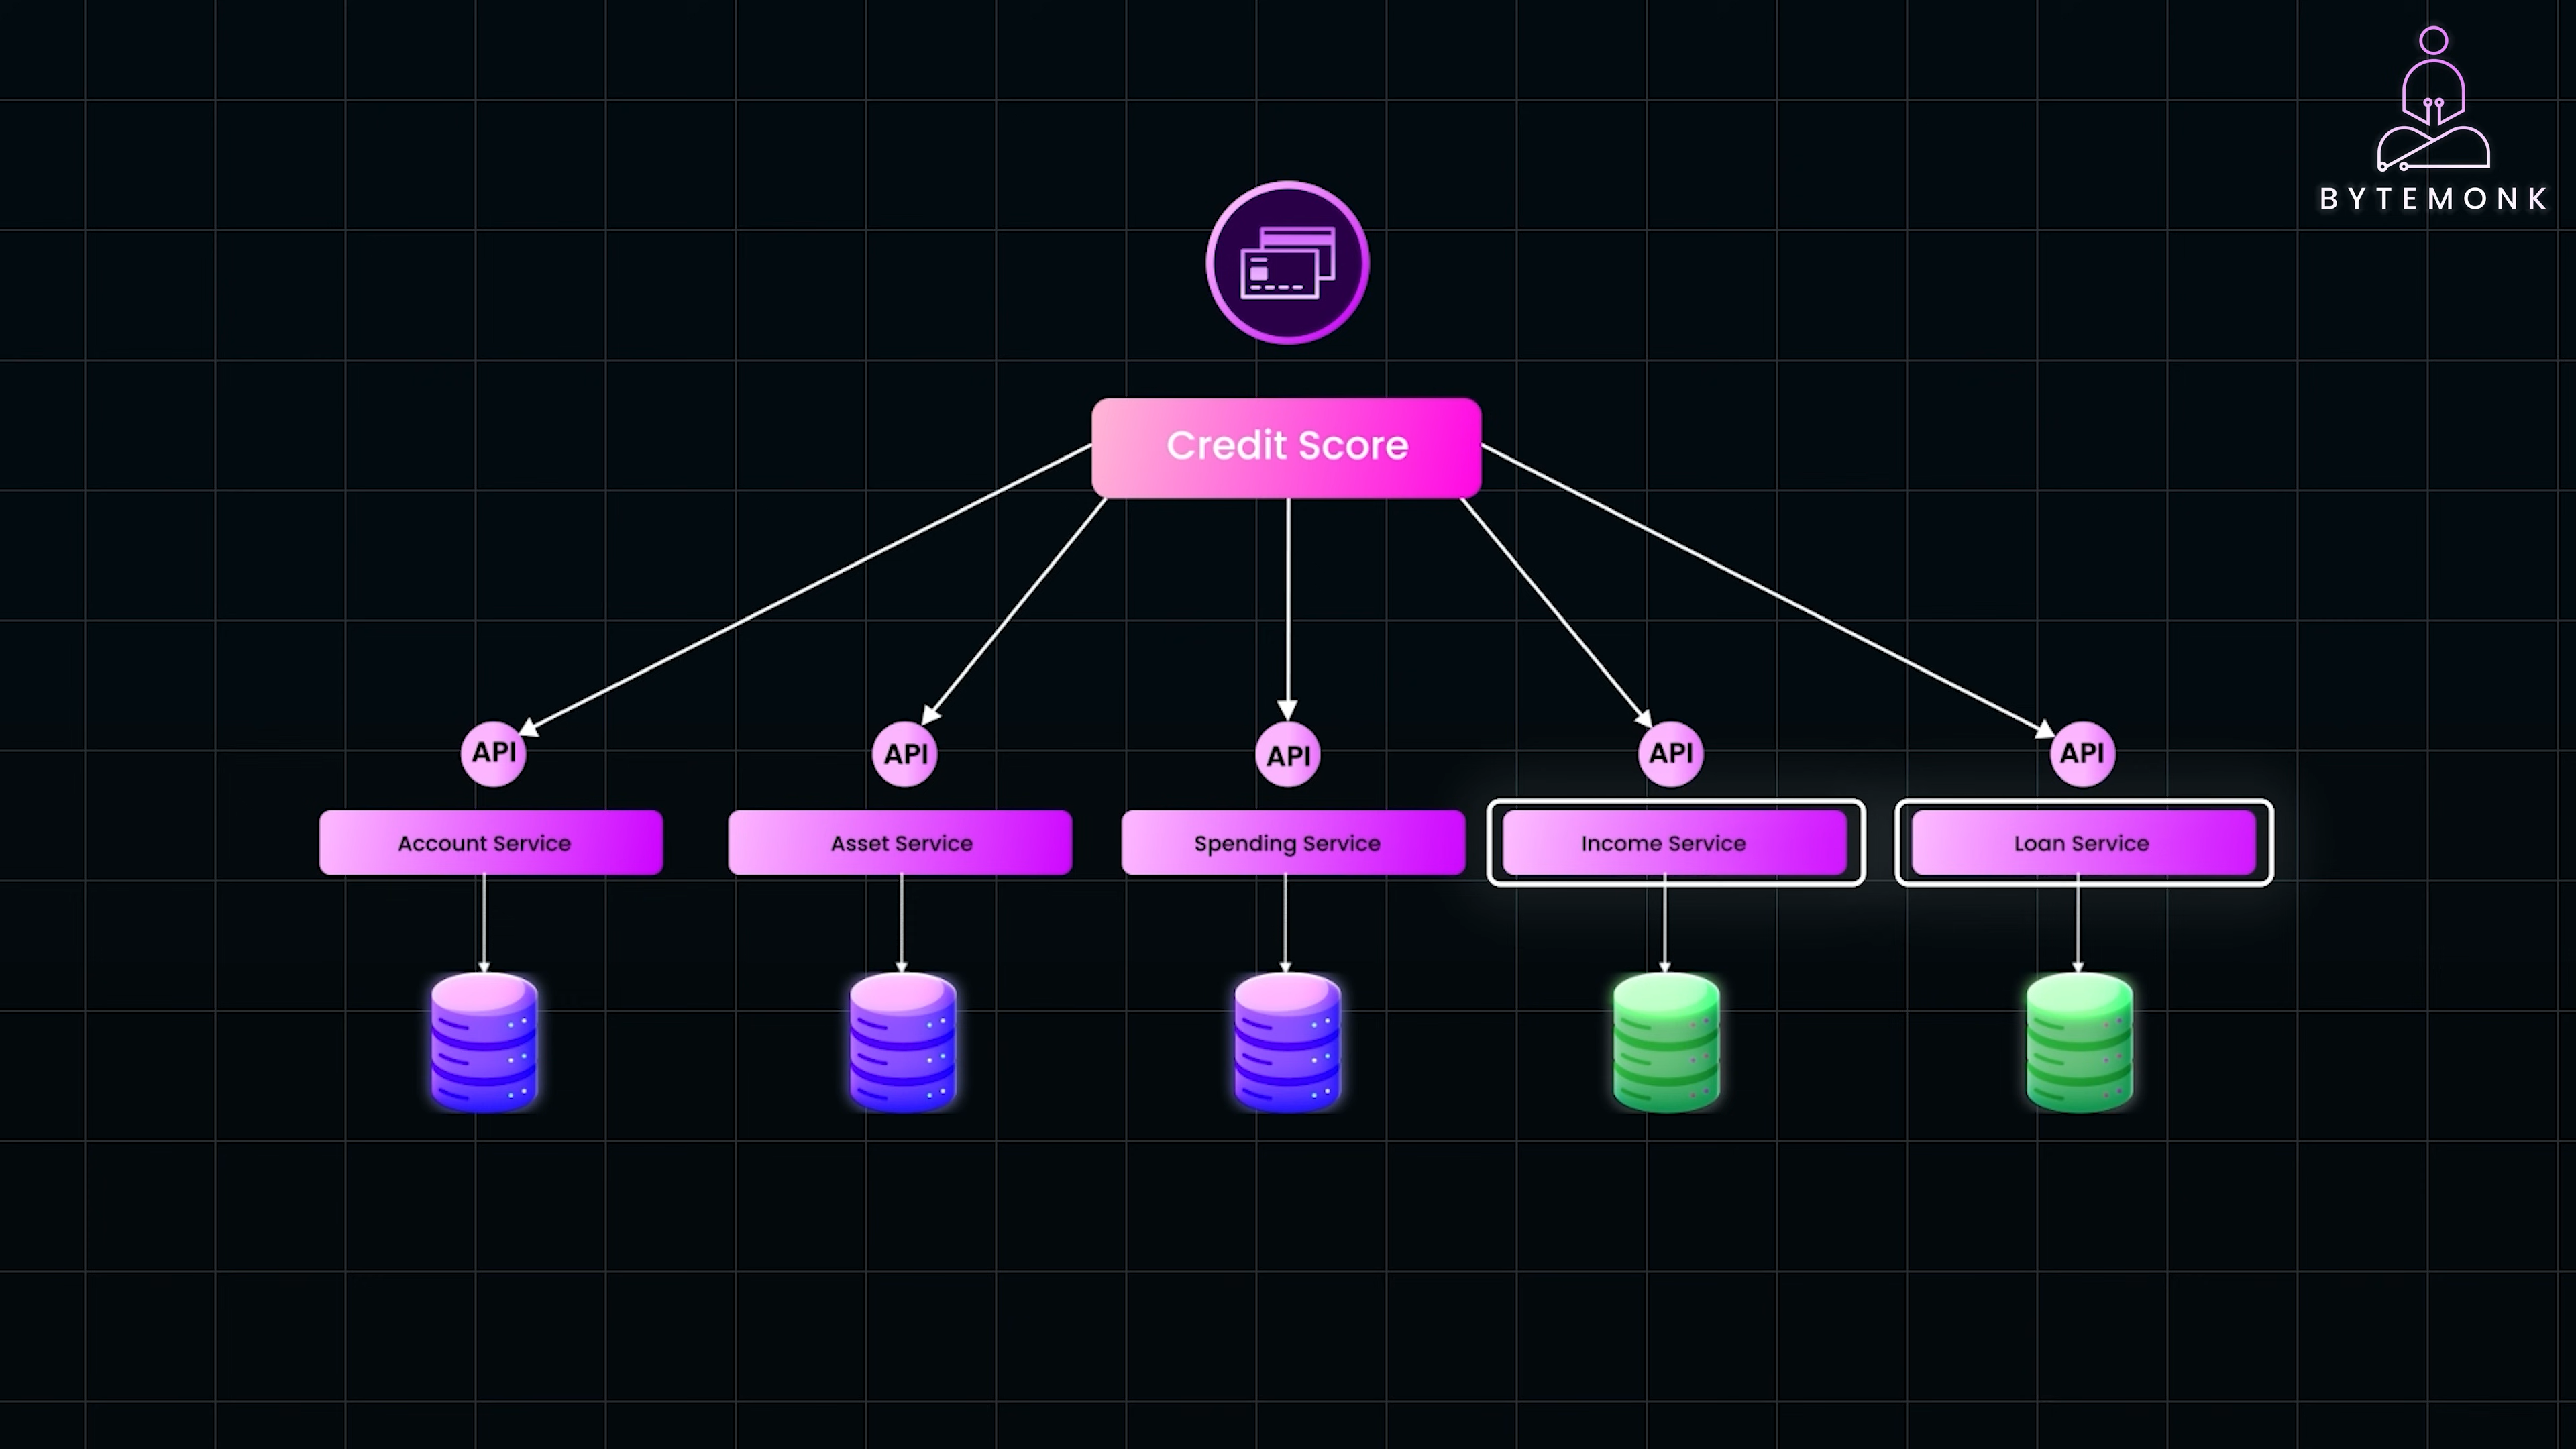 BYTEMONK
Credit Score
API
API
API
API
API
Account Service
Asset Service
Spending Service
Income Service
Loan Service